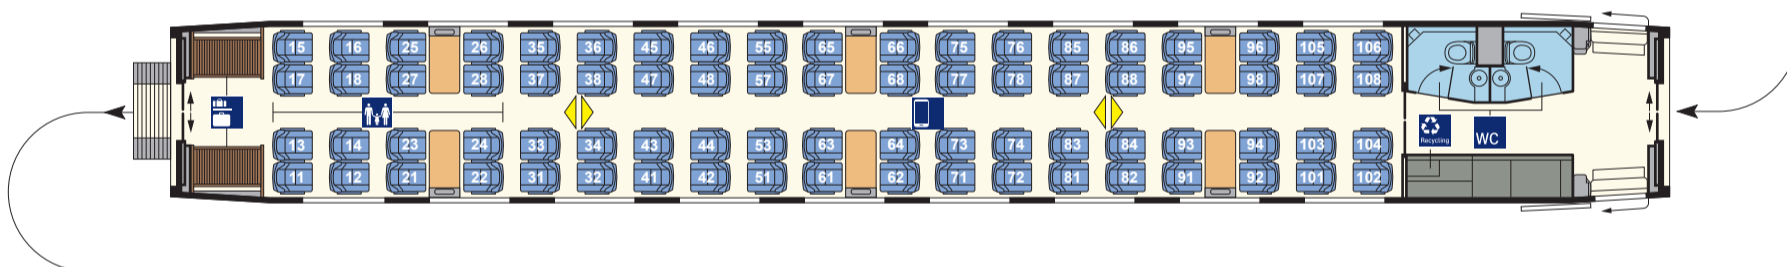 15 16 25 26 35 36 45 46 55 65 66 75 76 85 86 95 96 105 106
17 18 27 28 37 38 47 48 57 67 68 77 78 87 88 97 98 107 108
13 14 23 24 33 34 43 44 53 63 64 73 74 83 84 93 94 103 104
Recycling WC
11 12 21 22 31 32 41 42 51 61 62 71 72 81 82 91 92 101 102